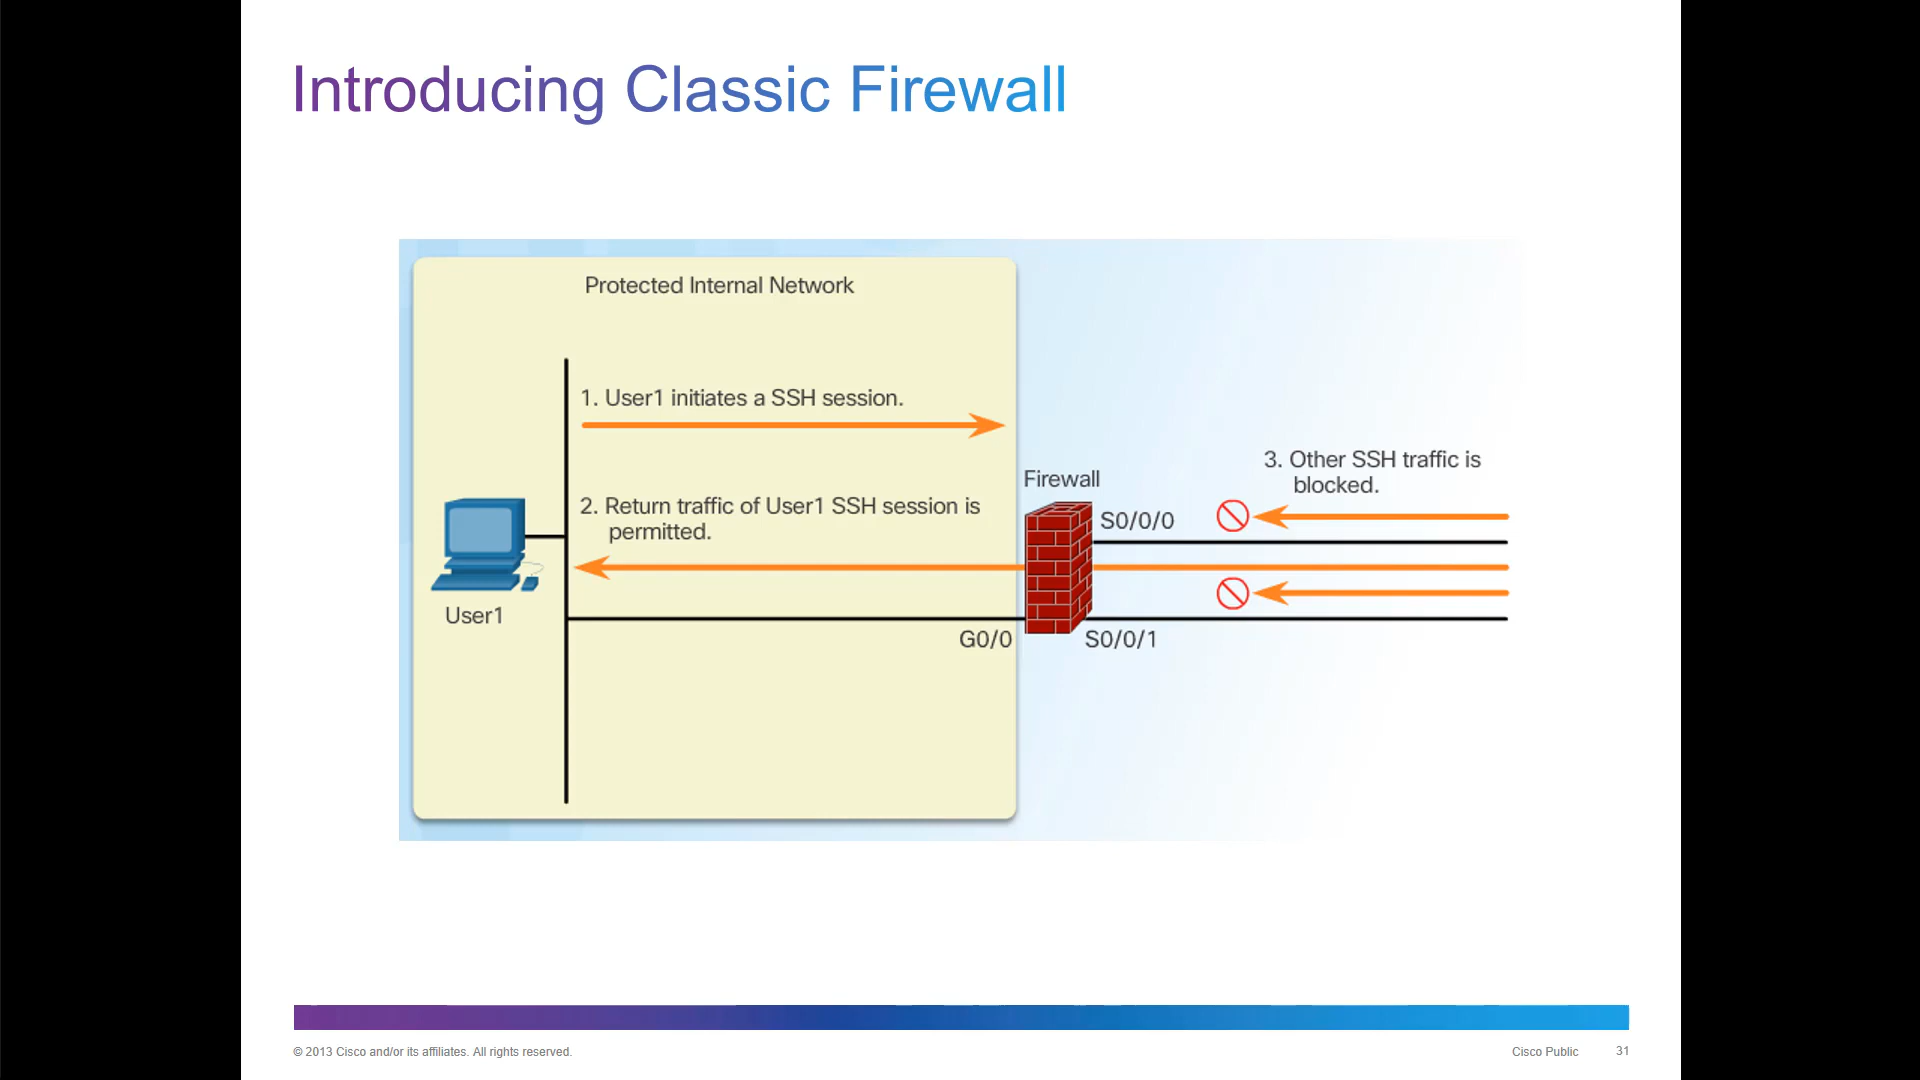 Introducing Classic Firewall
Protected Internal Network
1. User1 initiates a SSH session.
2. Return traffic of User1 SSH session is
permitted.
User1
G0/0
Firewall
S0/0/0
S0/0/1
3. Other SSH traffic is
blocked.
© 2013 Cisco and/or its affiliates. All rights reserved.
Cisco Public
31